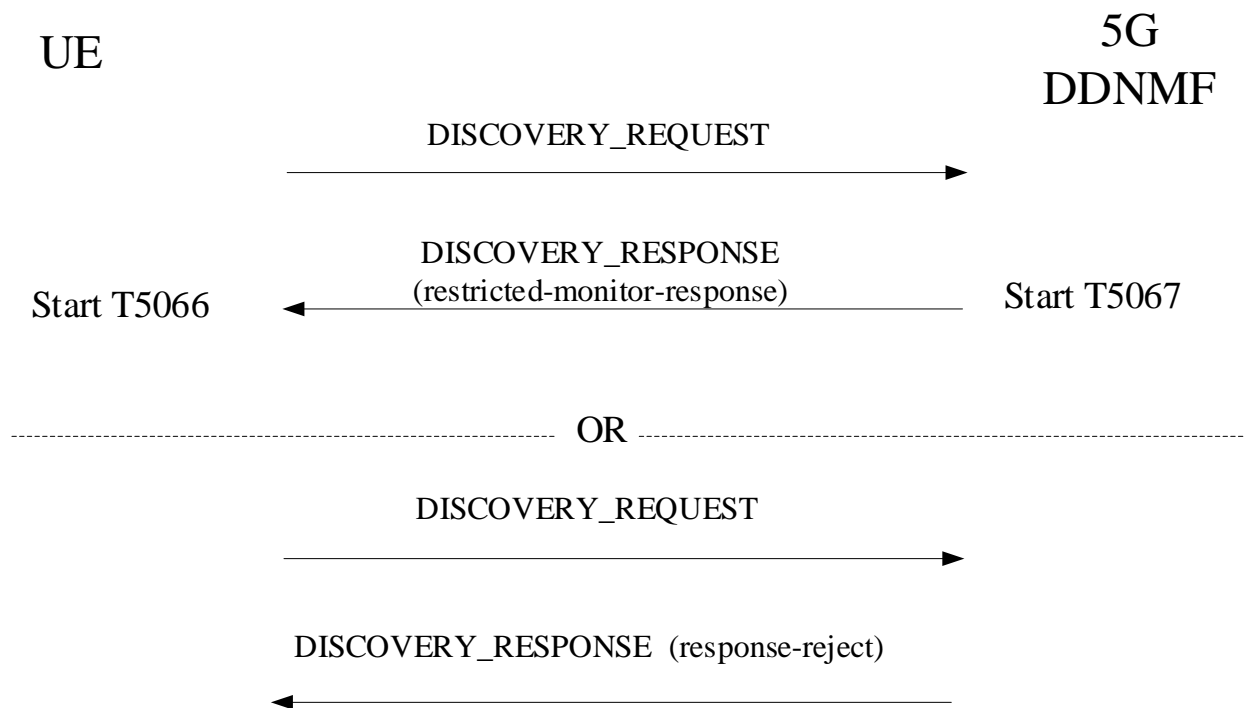 UE
5G
DDNMF
DISCOVERY_REQUEST
DISCOVERY_RESPONSE
(restricted-monitor-response)
Start T5066
Start T5067
OR
DISCOVERY_REQUEST
DISCOVERY_RESPONSE (response-reject)